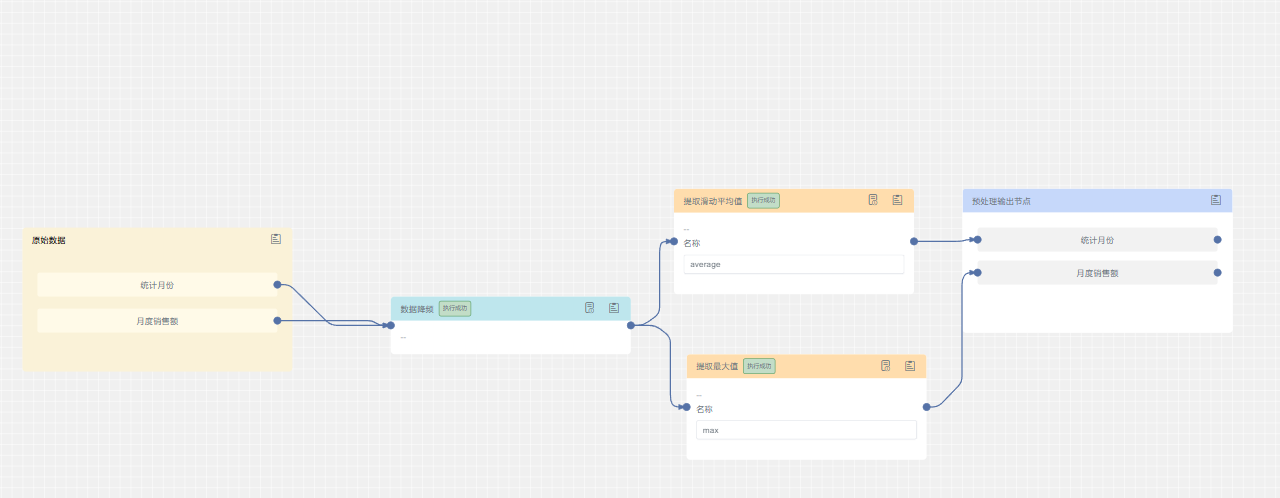 原始数据
统计月份
月度销售额
数据降频 执行成功
--
提取滑动平均值 执行成功
--
名称
average
提取最大值 执行成功
--
名称
max
预处理输出节点
统计月份
月度销售额